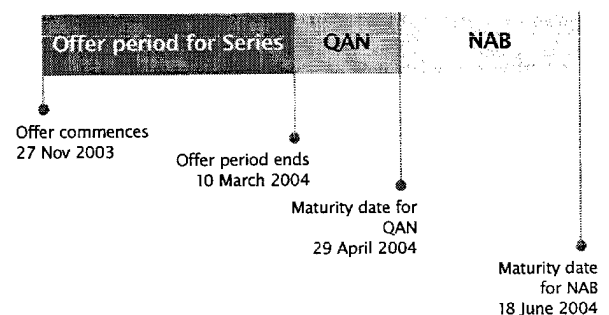 Offer period for Series
QAN
NAB
Offer commences
27 Nov 2003
Offer period ends
10 March 2004
Maturity date for
QAN
29 April 2004
Maturity date
for NAB
18 June 2004